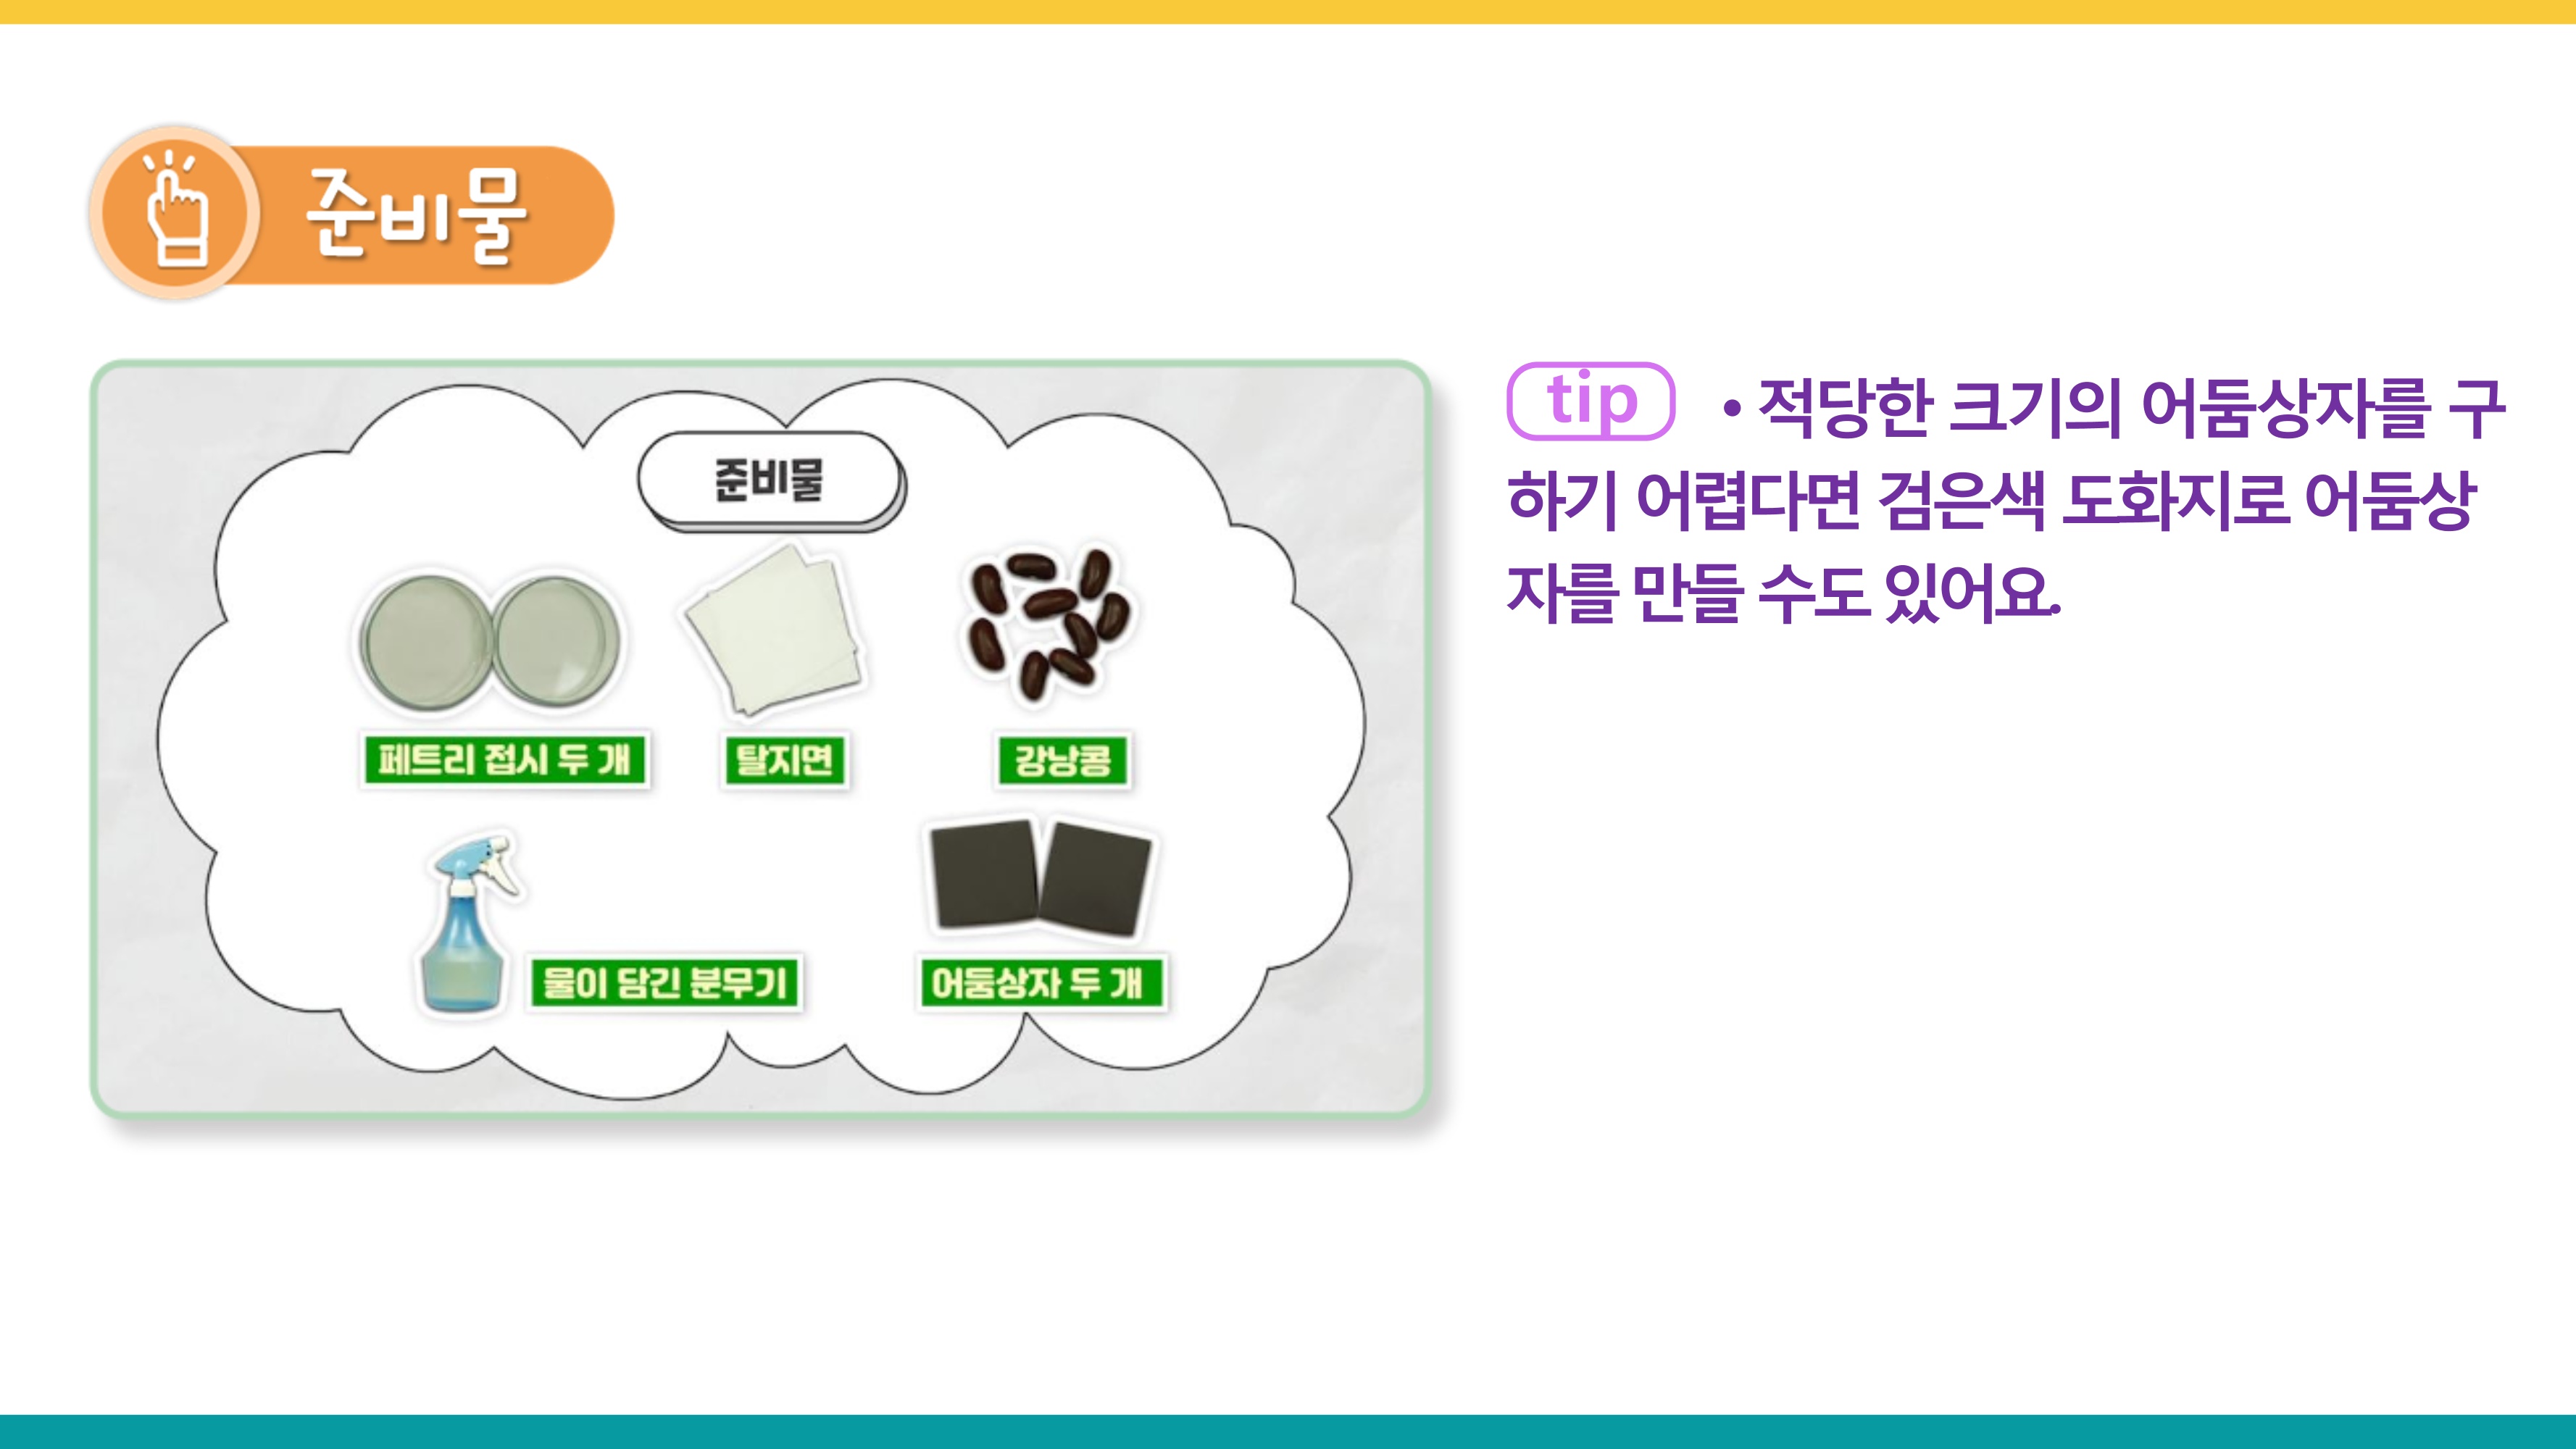 준비물
준비물
페트리 접시 두 개
탈지면
강낭콩
물이 담긴 분무기
어둠상자 두 개
tip • 적당한 크기의 어둠상자를 구
하기 어렵다면 검은색 도화지로 어둠상
자를 만들 수도 있어요.